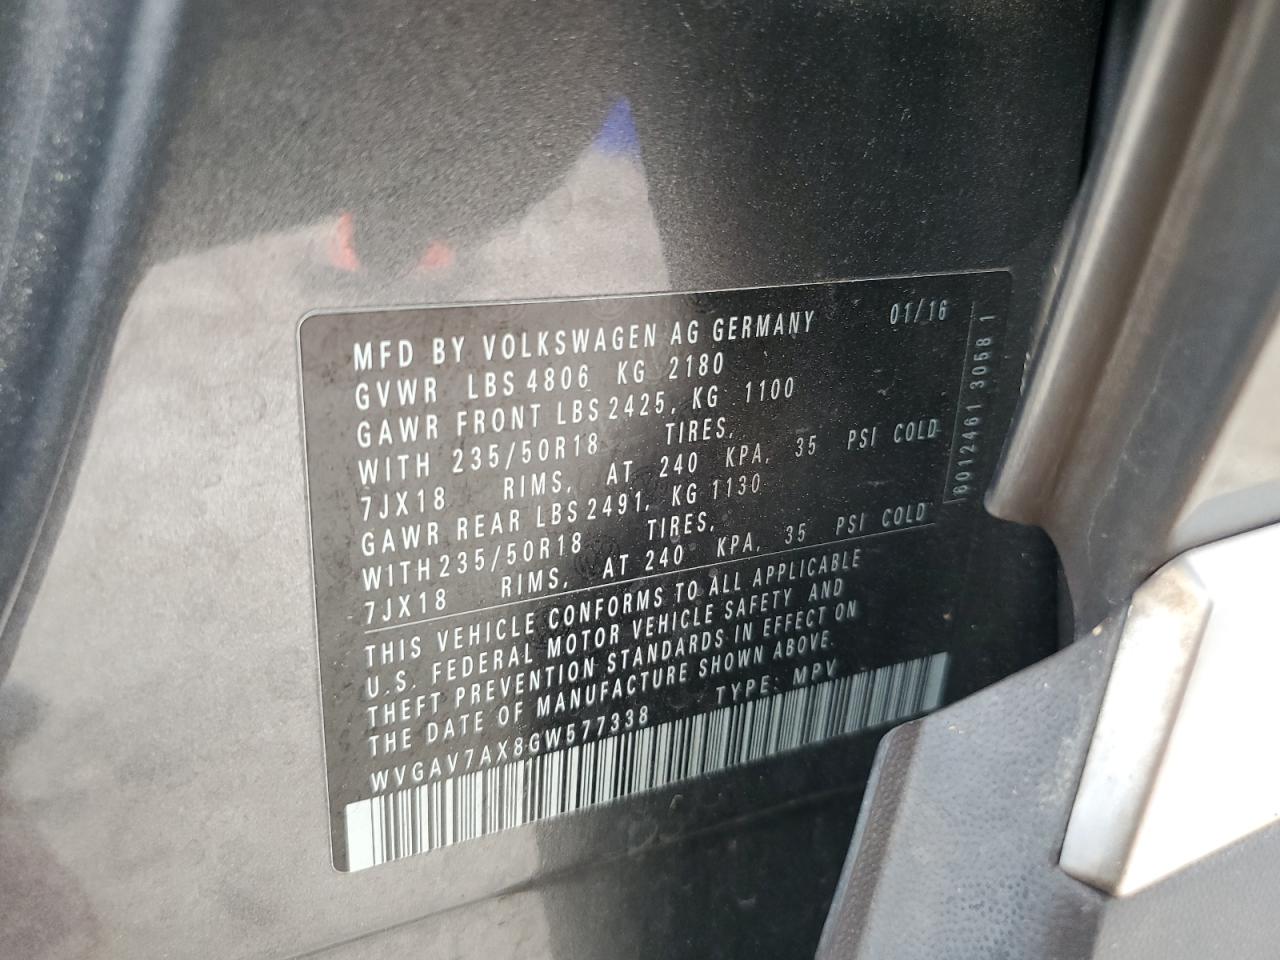 MFD BY VOLKSWAGEN AG GERMANY 01/16
GVWR LBS 4806 KG 2180
GAWR FRONT LBS 2425, KG 1100
WITH 235/50R18 TIRES,
7JX18 RIMS, AT 240 KPA, 35 PSI COLD
GAWR REAR LBS 2491, KG 1130
WITH 235/50R18 TIRES,
7JX18 RIMS, AT 240 KPA, 35 PSI COLD
THIS VEHICLE CONFORMS TO ALL APPLICABLE
U.S. FEDERAL MOTOR VEHICLE SAFETY AND
THEFT PREVENTION STANDARDS IN EFFECT ON
THE DATE OF MANUFACTURE SHOWN ABOVE.
WVGAV7AX8GW577338 TYPE: MPV
6012461 3058 1